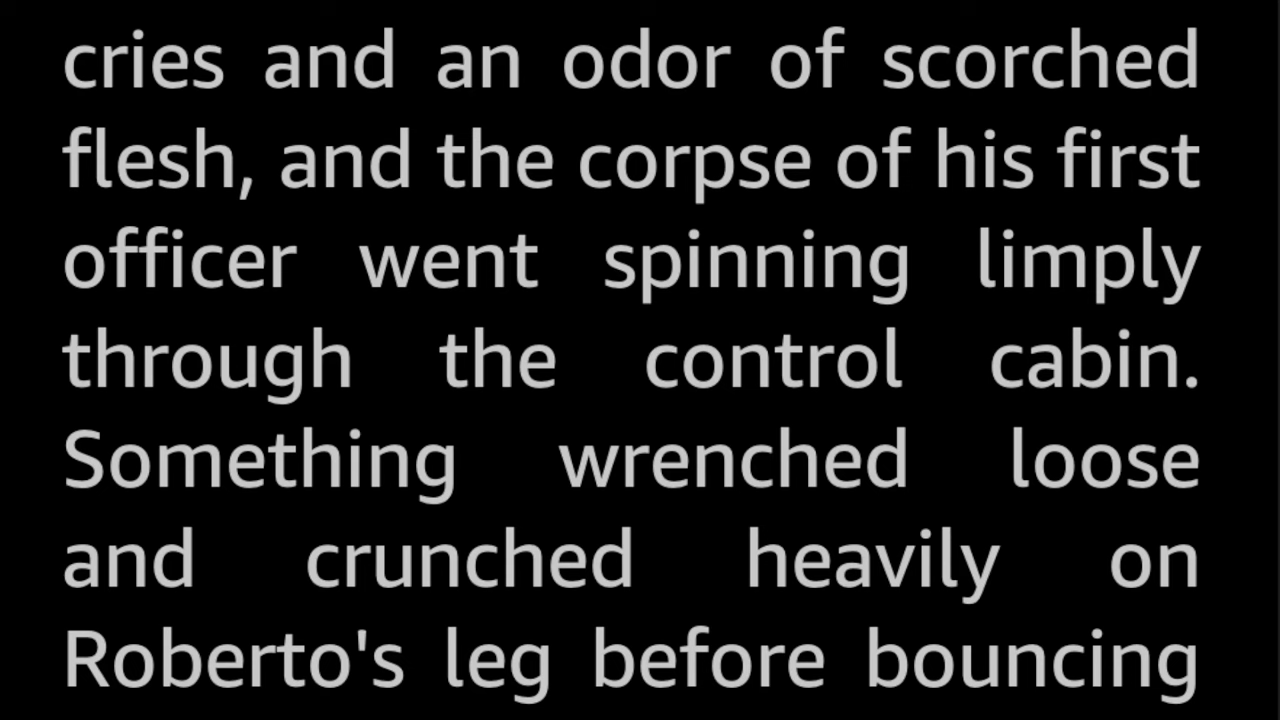 cries and an odor of scorched
flesh, and the corpse of his first
officer went spinning limply
through the control cabin.
Something wrenched loose
and crunched heavily on
Roberto's leg before bouncing